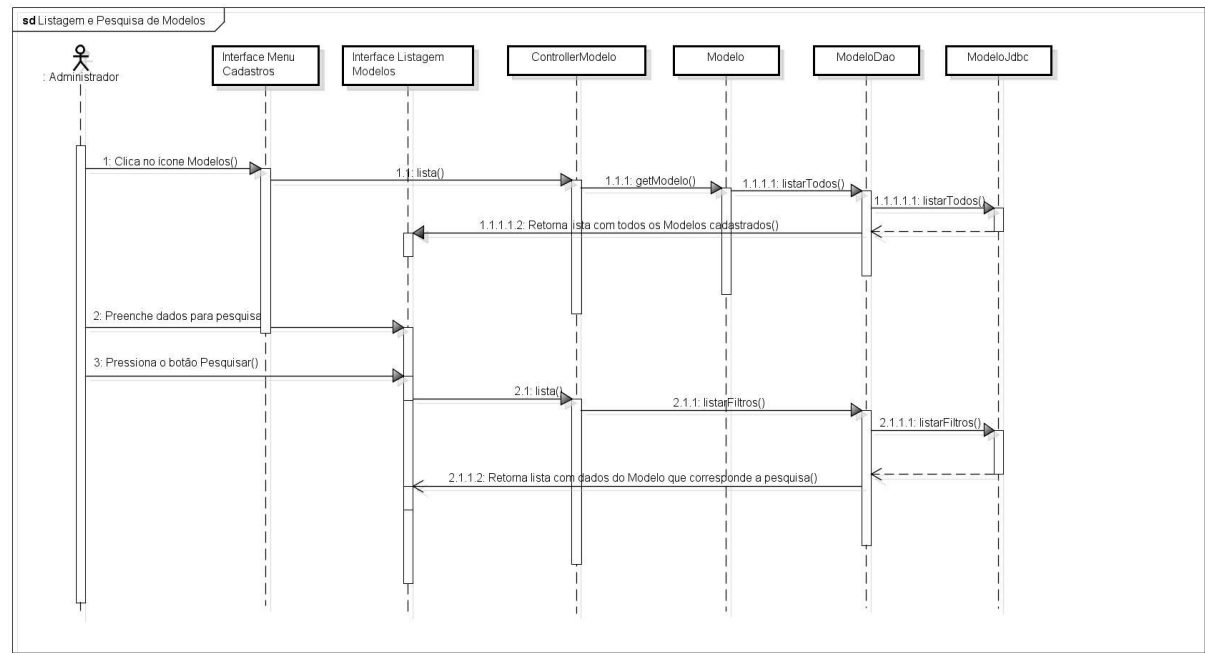 sd Listagem e Pesquisa de Modelos
: Administrador
Interface Menu
Cadastros
Interface Listagem
Modelos
ControllerModelo
Modelo
ModeloDao
ModeloJdbc
1: Clica no ícone Modelos()
1.1: lista()
1.1.1: getModelo()
1.1.1.1: listarTodos()
1.1.1.1.1: listarTodos()
1.1.1.1.2: Retorna lista com todos os Modelos cadastrados()
2: Preenche dados para pesquisa
3: Pressiona o botão Pesquisar()
2.1: lista()
2.1.1: listarFiltros()
2.1.1.1: listarFiltros()
2.1.1.2: Retorna lista com dados do Modelo que corresponde a pesquisa()